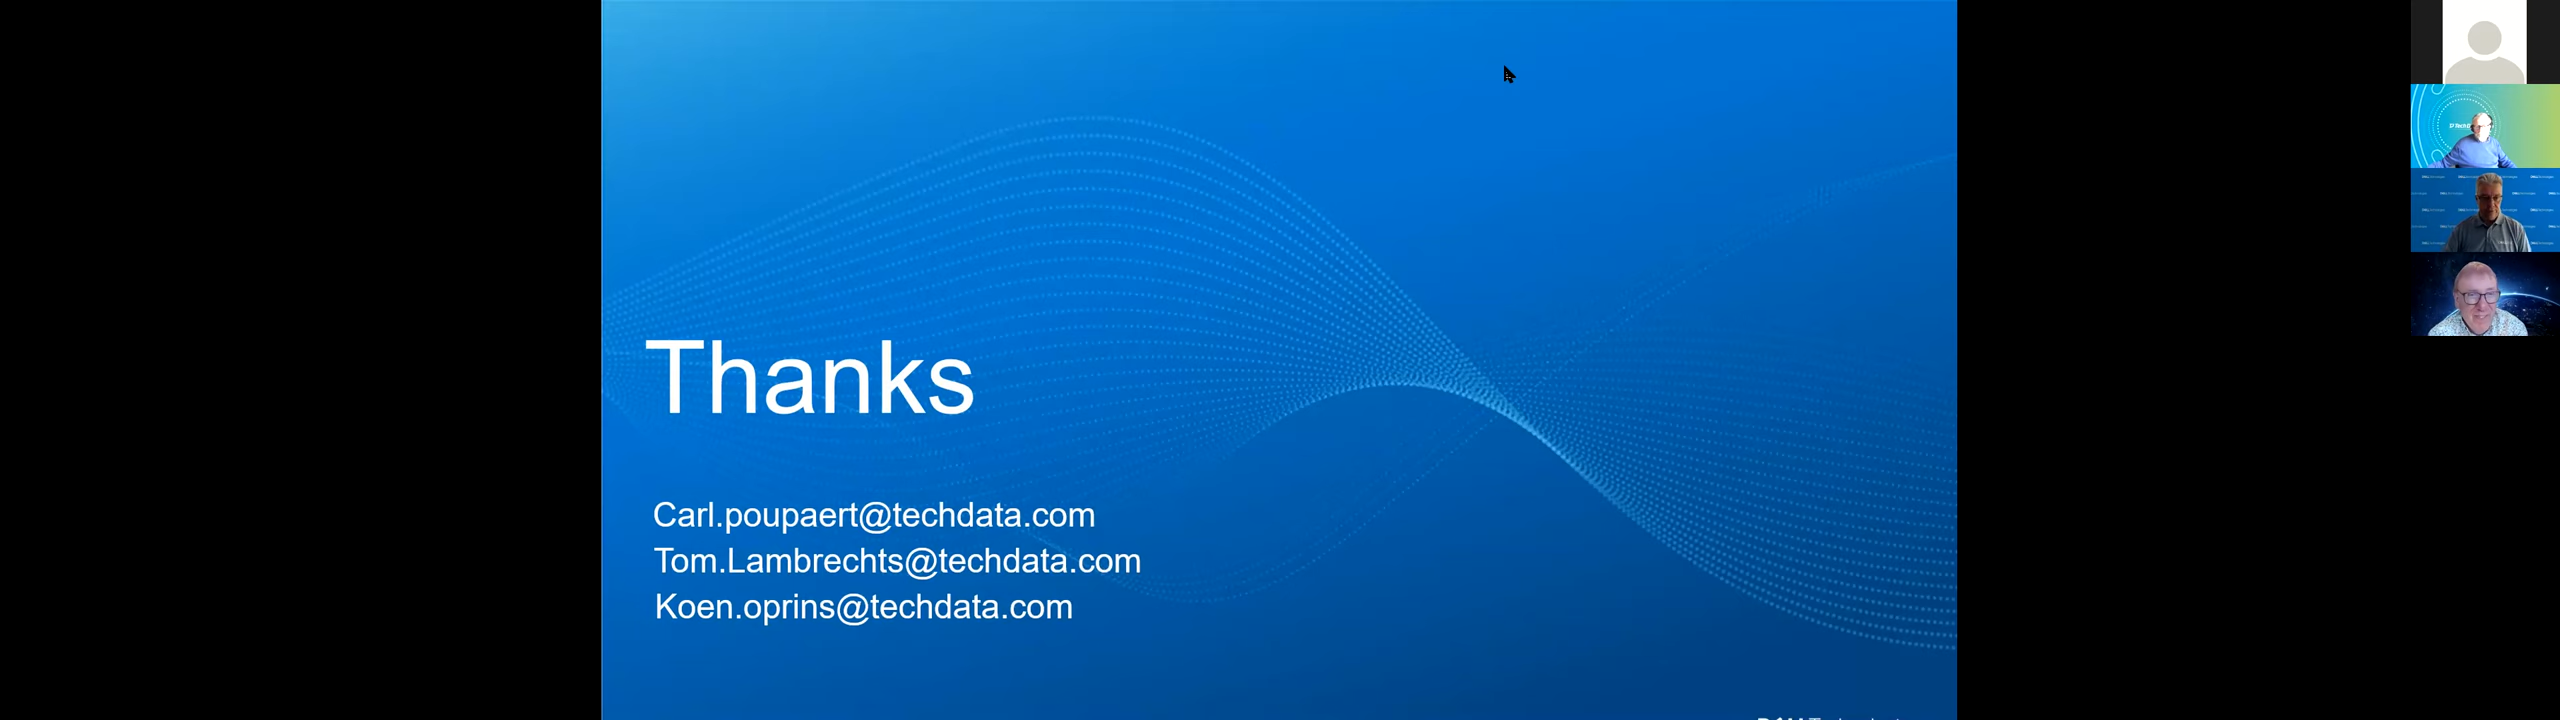 Thanks
Carl.poupaert@techdata.com
Tom.Lambrechts@techdata.com
Koen.oprins@techdata.com